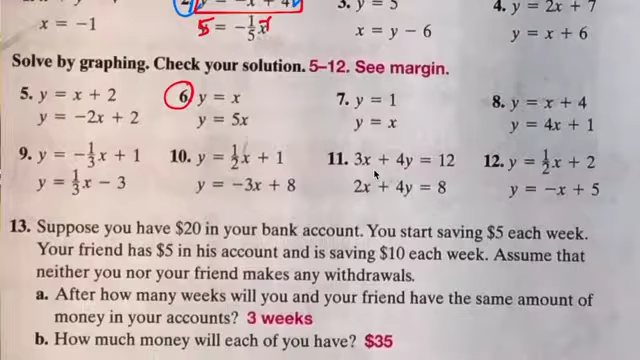 2. y = -x + 4
3. y = 5
4. y = 2x + 7
x = −1
5 = −1/5x
x = y − 6
y = x + 6
Solve by graphing. Check your solution. 5–12. See margin.
5. y = x + 2
6. y = x
7. y = 1
8. y = x + 4
y = −2x + 2
y = 5x
y = x
y = 4x + 1
9. y = −1/3x + 1
10. y = 1/2x + 1
11. 3x + 4y = 12
12. y = 1/2x + 2
y = 1/3x − 3
y = −3x + 8
2x + 4y = 8
y = −x + 5
13. Suppose you have $20 in your bank account. You start saving $5 each week.
Your friend has $5 in his account and is saving $10 each week. Assume that
neither you nor your friend makes any withdrawals.
a. After how many weeks will you and your friend have the same amount of
money in your accounts? 3 weeks
b. How much money will each of you have? $35